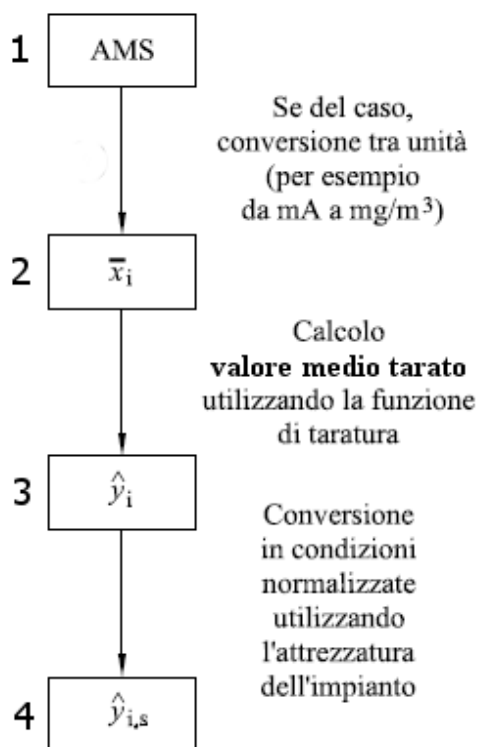 1 AMS
Se del caso,
conversione tra unità
(per esempio
da mA a mg/m³)
2 x̅ᵢ
Calcolo
valore medio tarato
utilizzando la funzione
di taratura
3 ŷᵢ
Conversione
in condizioni
normalizzate
utilizzando
l'attrezzatura
dell'impianto
4 ŷᵢ,ₛ